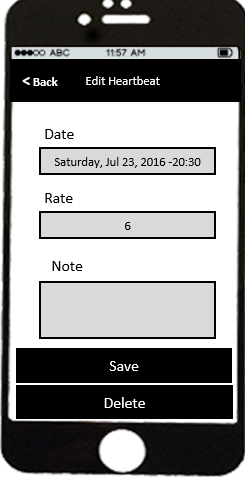 ABC 11:57 AM
< Back Edit Heartbeat
Date
Saturday, Jul 23, 2016 -20:30
Rate
6
Note
Save
Delete